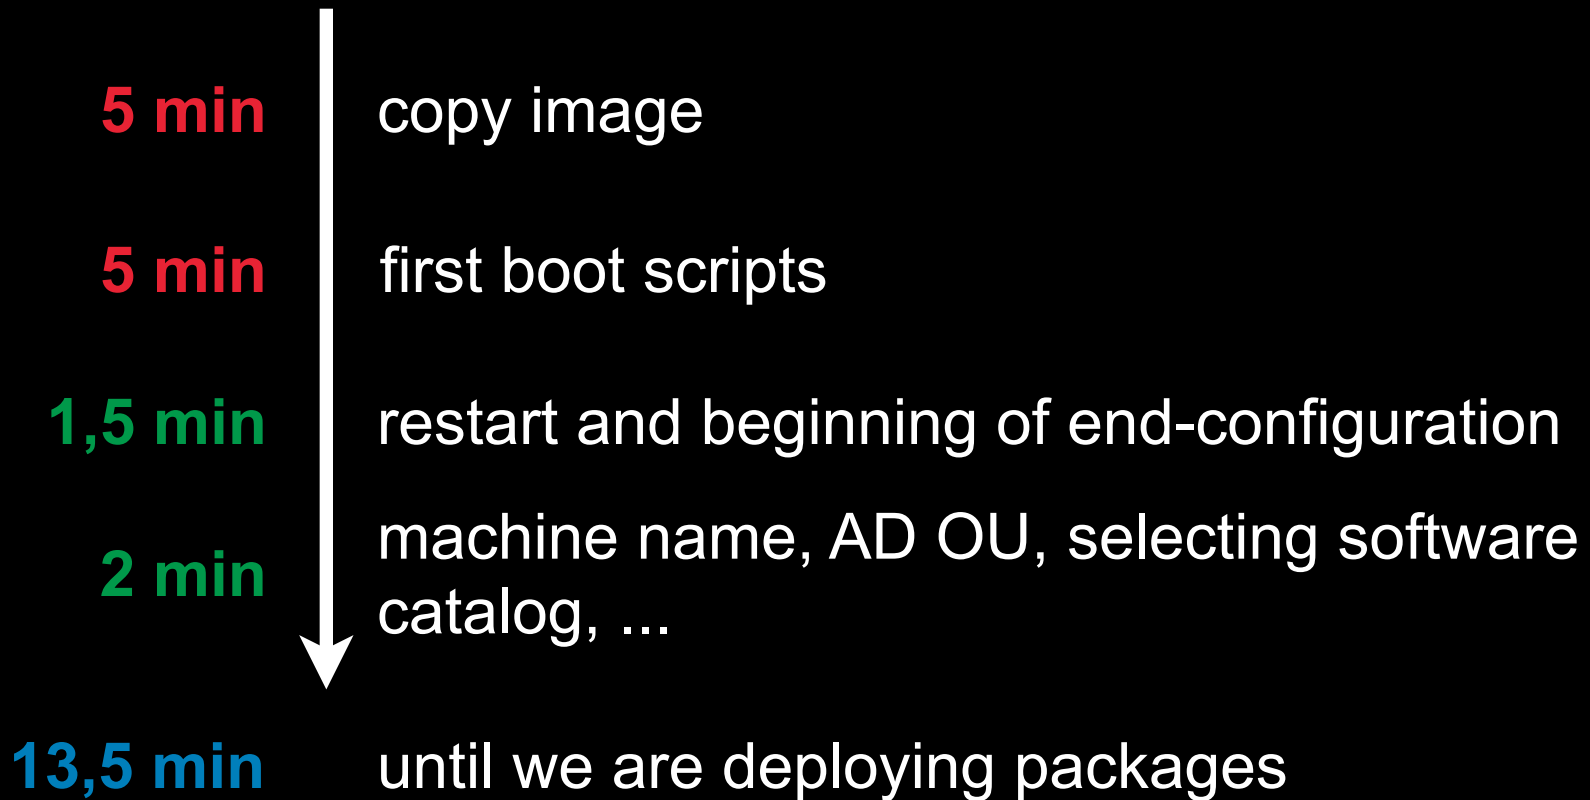 5 min copy image
5 min first boot scripts
1,5 min restart and beginning of end-configuration
2 min machine name, AD OU, selecting software
catalog, ...
13,5 min until we are deploying packages